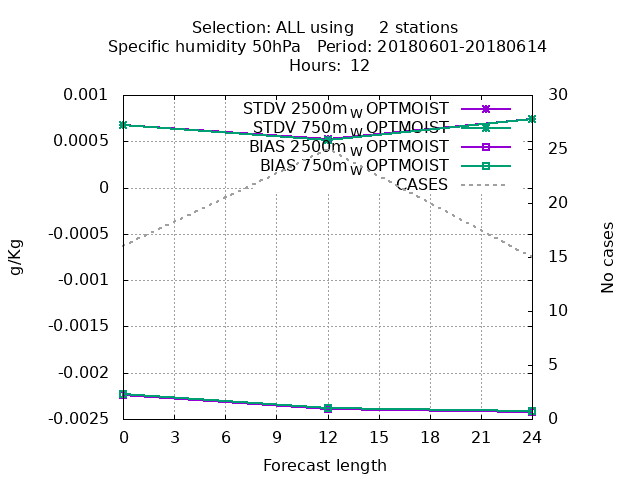 Selection: ALL using 2 stations
Specific humidity 50hPa Period: 20180601-20180614
Hours: 12
0.001
0.0005
0
-0.0005
-0.001
-0.0015
-0.002
-0.0025
30
25
20
15
10
5
0
STDV 2500m_W OPTMOIST
STDV 750m_W OPTMOIST
BIAS 2500m_W OPTMOIST
BIAS 750m_W OPTMOIST
CASES
g/Kg
No cases
0 3 6 9 12 15 18 21 24
Forecast length